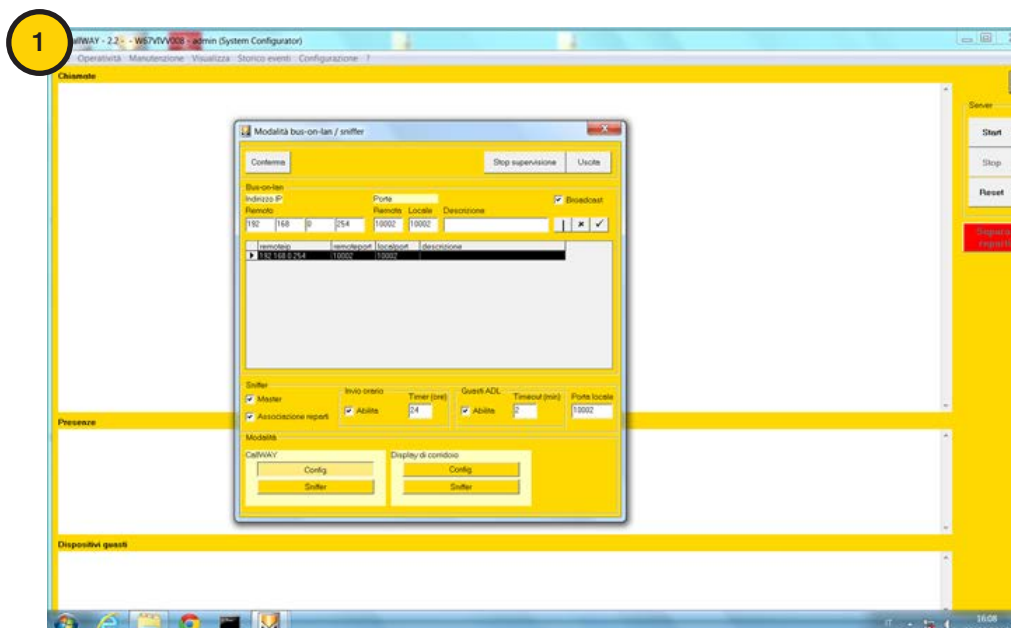 1
allWAY - 2.2 - - W67VIVV008 - admin (System Configurator)
Operatività Manutenzione Visualizza Storico eventi Configurazione ?
Chiamate
Server
Start
Stop
Reset
Separa
reparti
Modalità bus-on-lan / sniffer
Conferma Stop supervisione Uscita
Bus-on-lan
Indirizzo IP Porta Broadcast
Remoto Remota Locale Descrizione
192 168 0 254 10002 10002
remoteip remoteport localport descrizione
192.168.0.254 10002 10002
Sniffer
Master
Associazione reparti
Invio orario
Timer (ore)
Abilita 24
Guasti ADL
Timeout (min)
Abilita 2
Porta locale
10002
Modalità
CallWAY Display di corridoio
Config Config
Sniffer Sniffer
Presenze
Dispositivi guasti
IT 16:08